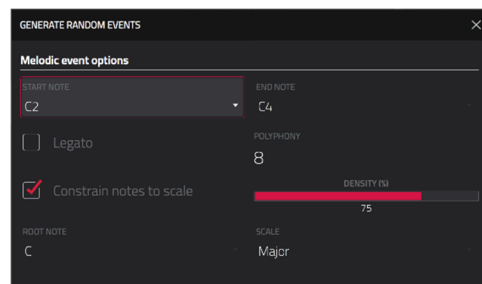 GENERATE RANDOM EVENTS
Melodic event options
START NOTE
C2
END NOTE
C4
Legato
POLYPHONY
8
Constrain notes to scale
DENSITY (%)
75
ROOT NOTE
C
SCALE
Major